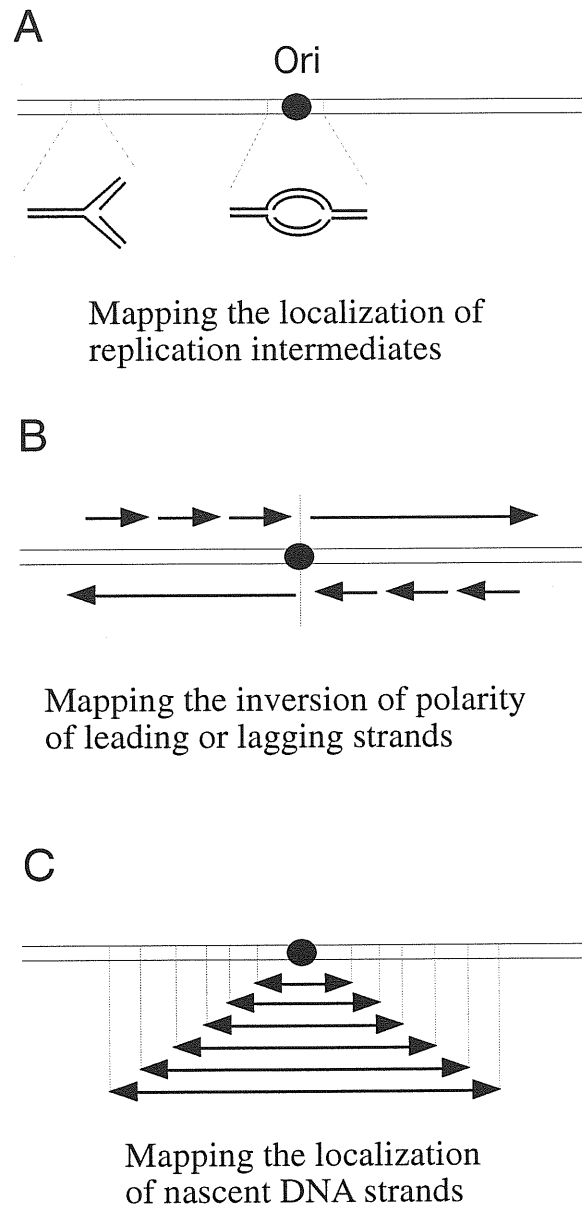 A
Ori
Mapping the localization of
replication intermediates
B
Mapping the inversion of polarity
of leading or lagging strands
C
Mapping the localization
of nascent DNA strands